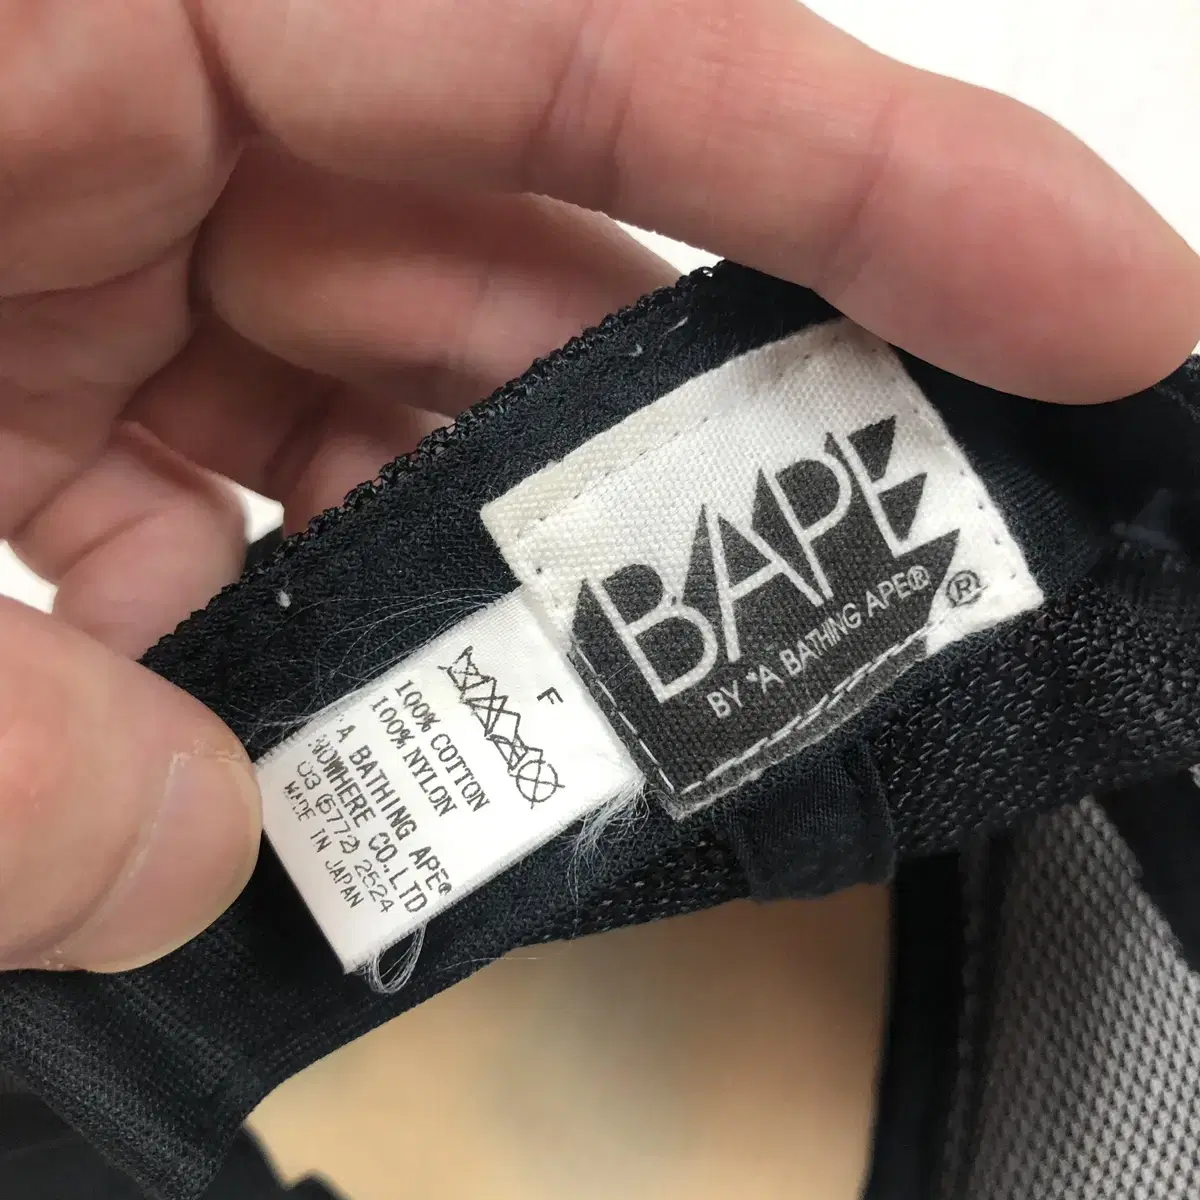 BAPE
BY *A BATHING APE®
®
F
100% COTTON
100% NYLON
*A BATHING APE®
NOWHERE CO., LTD
03 (5772) 2524
MADE IN JAPAN